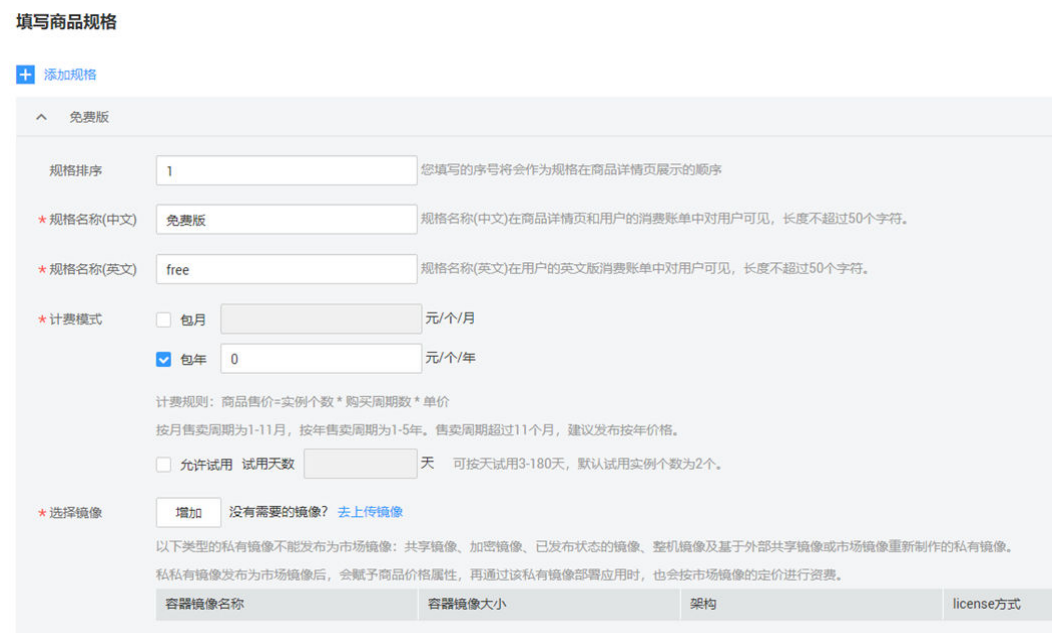 填写商品规格
添加规格
免费版
规格排序 1 您填写的序号将会作为规格在商品详情页展示的顺序
*规格名称(中文) 免费版 规格名称(中文)在商品详情页和用户的消费账单中对用户可见，长度不超过50个字符。
*规格名称(英文) free 规格名称(英文)在用户的英文版消费账单中对用户可见，长度不超过50个字符。
*计费模式 包月 元/个/月
包年 0 元/个/年
计费规则：商品售价=实例个数*购买周期数*单价
按月售卖周期为1-11月，按年售卖周期为1-5年。售卖周期超过11个月，建议发布按年价格。
允许试用 试用天数 天 可按天试用3-180天，默认试用实例个数为2个。
*选择镜像 增加 没有需要的镜像？ 去上传镜像
以下类型的私有镜像不能发布为市场镜像：共享镜像、加密镜像、已发布状态的镜像、整机镜像及基于外部共享镜像或市场镜像重新制作的私有镜像。
私私有镜像发布为市场镜像后，会赋予商品价格属性，再通过该私有镜像部署应用时，也会按市场镜像的定价进行资费。
容器镜像名称 容器镜像大小 架构 license方式